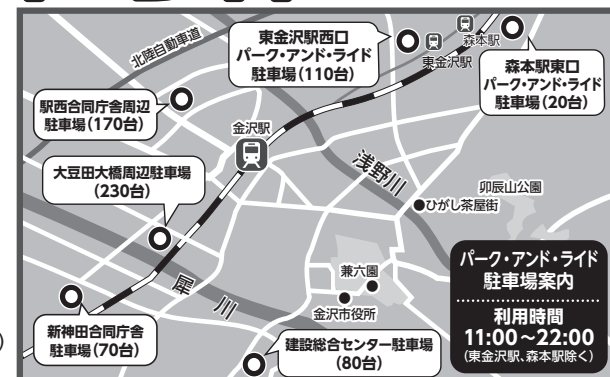 北陸自動車道
東金沢駅西口
パーク・アンド・ライド
駐車場(110台)
森本駅
東金沢駅
森本駅東口
パーク・アンド・ライド
駐車場(20台)
駅西合同庁舎周辺
駐車場(170台)
金沢駅
浅野川
大豆田大橋周辺駐車場
(230台)
卯辰山公園
ひがし茶屋街
犀川
兼六園
金沢市役所
新神田合同庁舎
駐車場(70台)
建設総合センター駐車場
(80台)
パーク・アンド・ライド
駐車場案内
利用時間
11:00~22:00
(東金沢駅、森本駅除く)